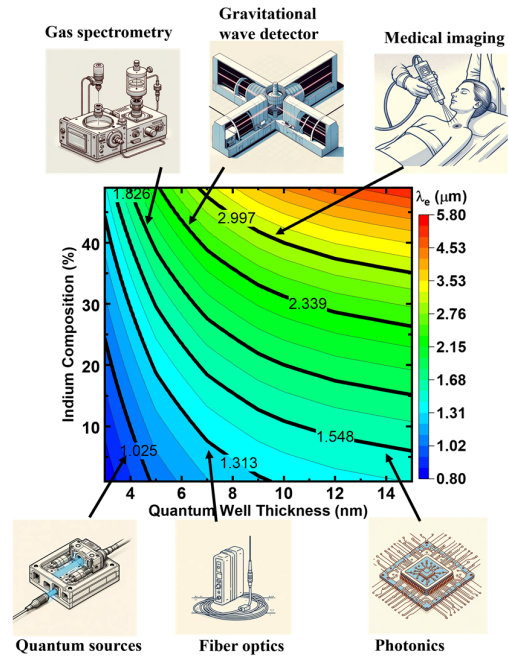 Gas spectrometry
Gravitational
wave detector
Medical imaging
λe (μm)
1.826
2.997
2.339
1.548
1.313
1.025
Indium Composition (%)
40
30
20
10
4
6
8
10
12
14
Quantum Well Thickness (nm)
5.80
4.53
3.53
2.76
2.15
1.68
1.31
1.02
0.80
Quantum sources
Fiber optics
Photonics